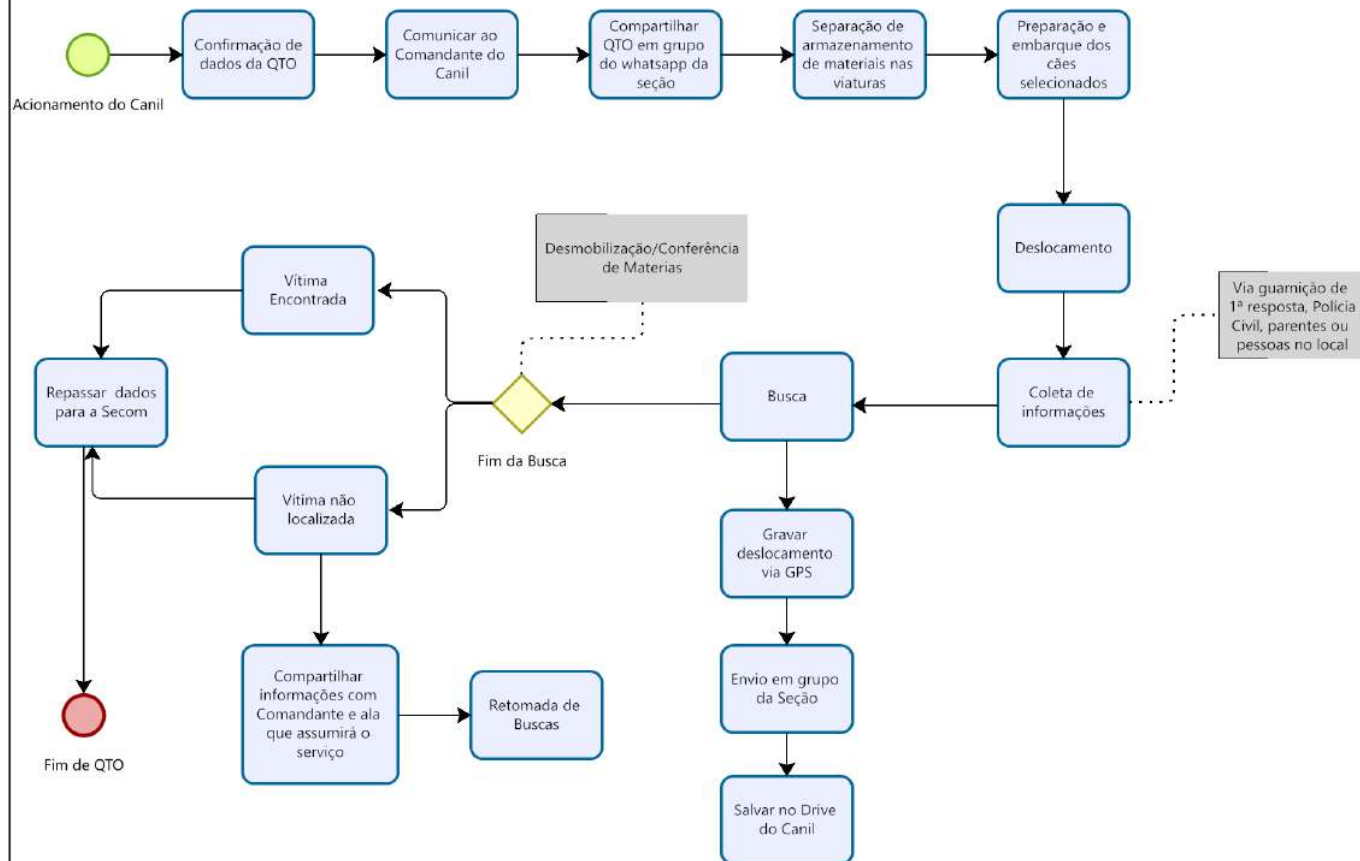 Acionamento do Canil
Confirmação de
dados da QTO
Comunicar ao
Comandante do
Canil
Compartilhar
QTO em grupo
do whatsapp da
seção
Separação de
armazenamento
de materiais nas
viaturas
Preparação e
embarque dos
cães
selecionados
Deslocamento
Via guarnição de
1ª resposta, Polícia
Civil, parentes ou
pessoas no local
Coleta de
informações
Busca
Desmobilização/Conferência
de Materias
Fim da Busca
Vítima
Encontrada
Repassar dados
para a Secom
Vítima não
localizada
Gravar
deslocamento
via GPS
Compartilhar
informações com
Comandante e ala
que assumirá o
serviço
Retomada de
Buscas
Envio em grupo
da Seção
Fim de QTO
Salvar no Drive
do Canil